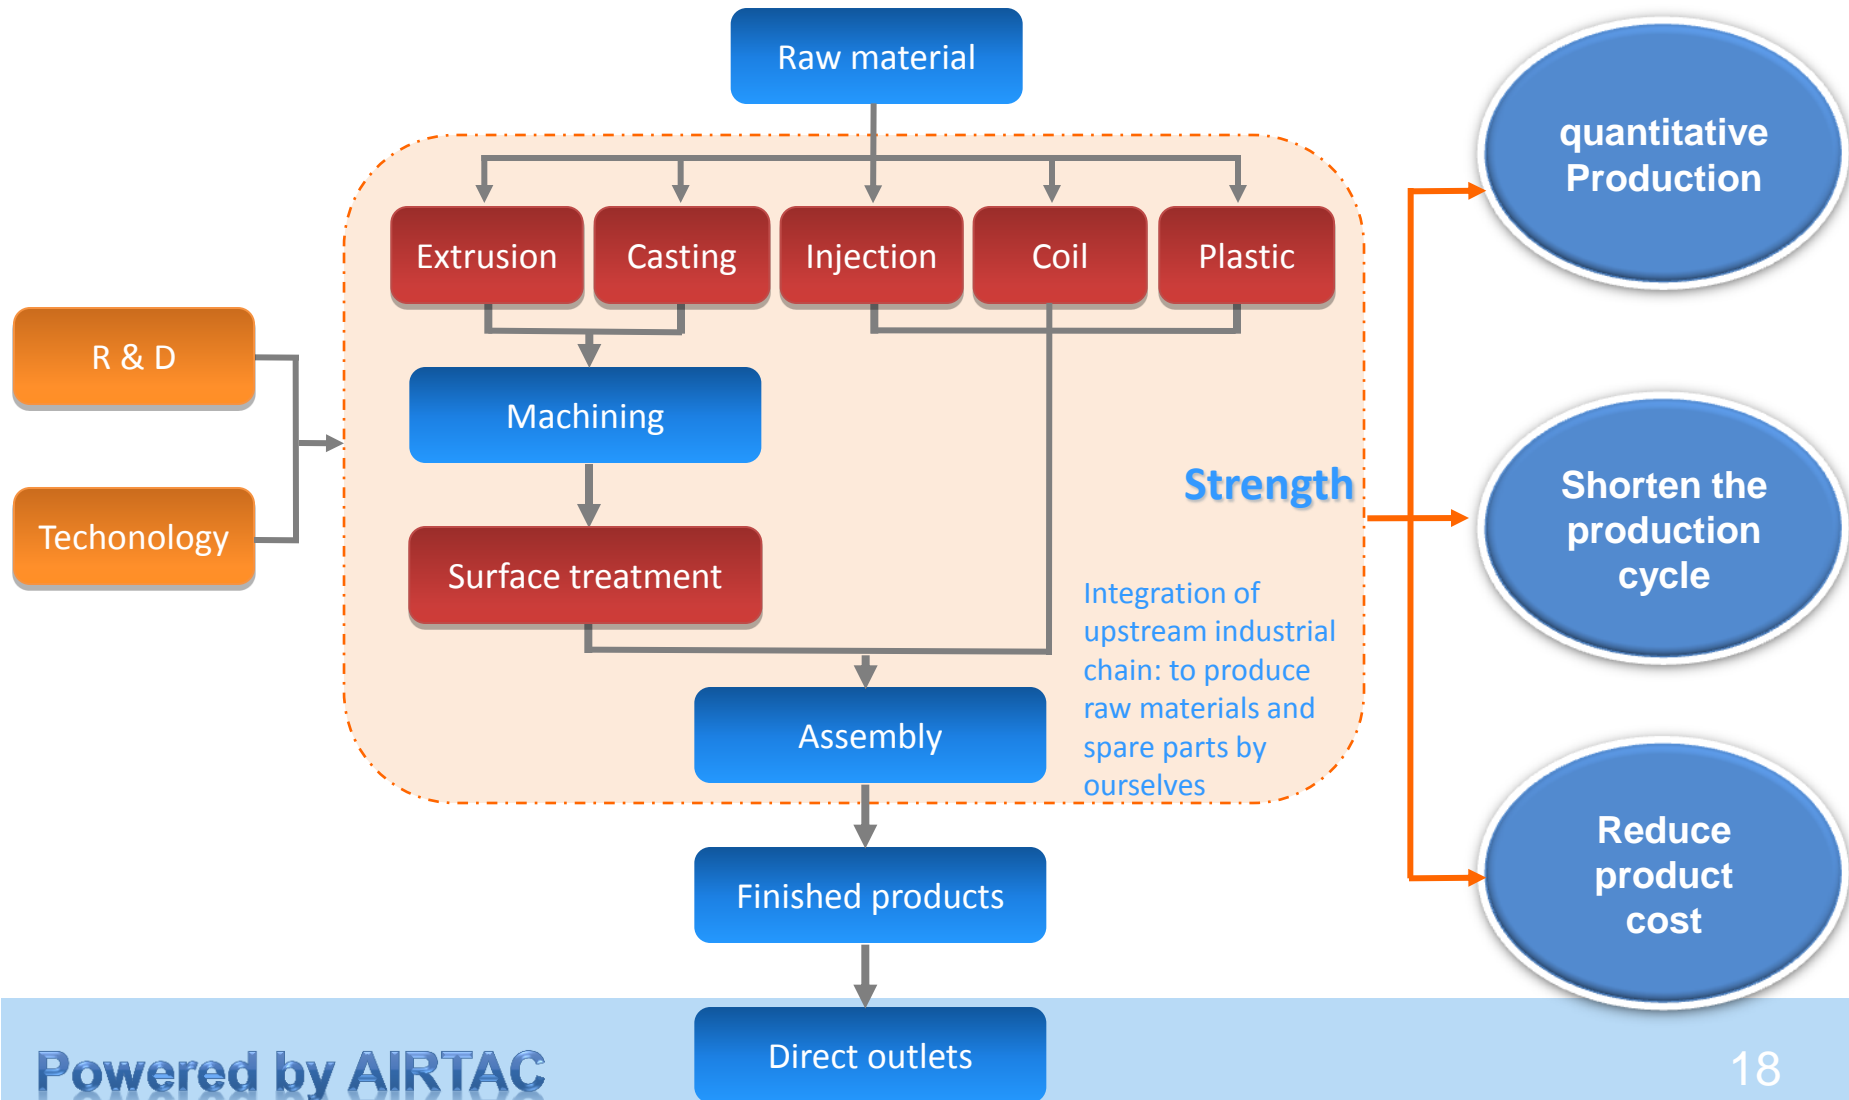 Raw material
Extrusion
Casting
Injection
Coil
Plastic
R & D
Techonology
Machining
Surface treatment
Strength
Integration of
upstream industrial
chain: to produce
raw materials and
spare parts by
ourselves
Assembly
Finished products
Direct outlets
quantitative
Production
Shorten the
production
cycle
Reduce
product
cost
Powered by AIRTAC
18